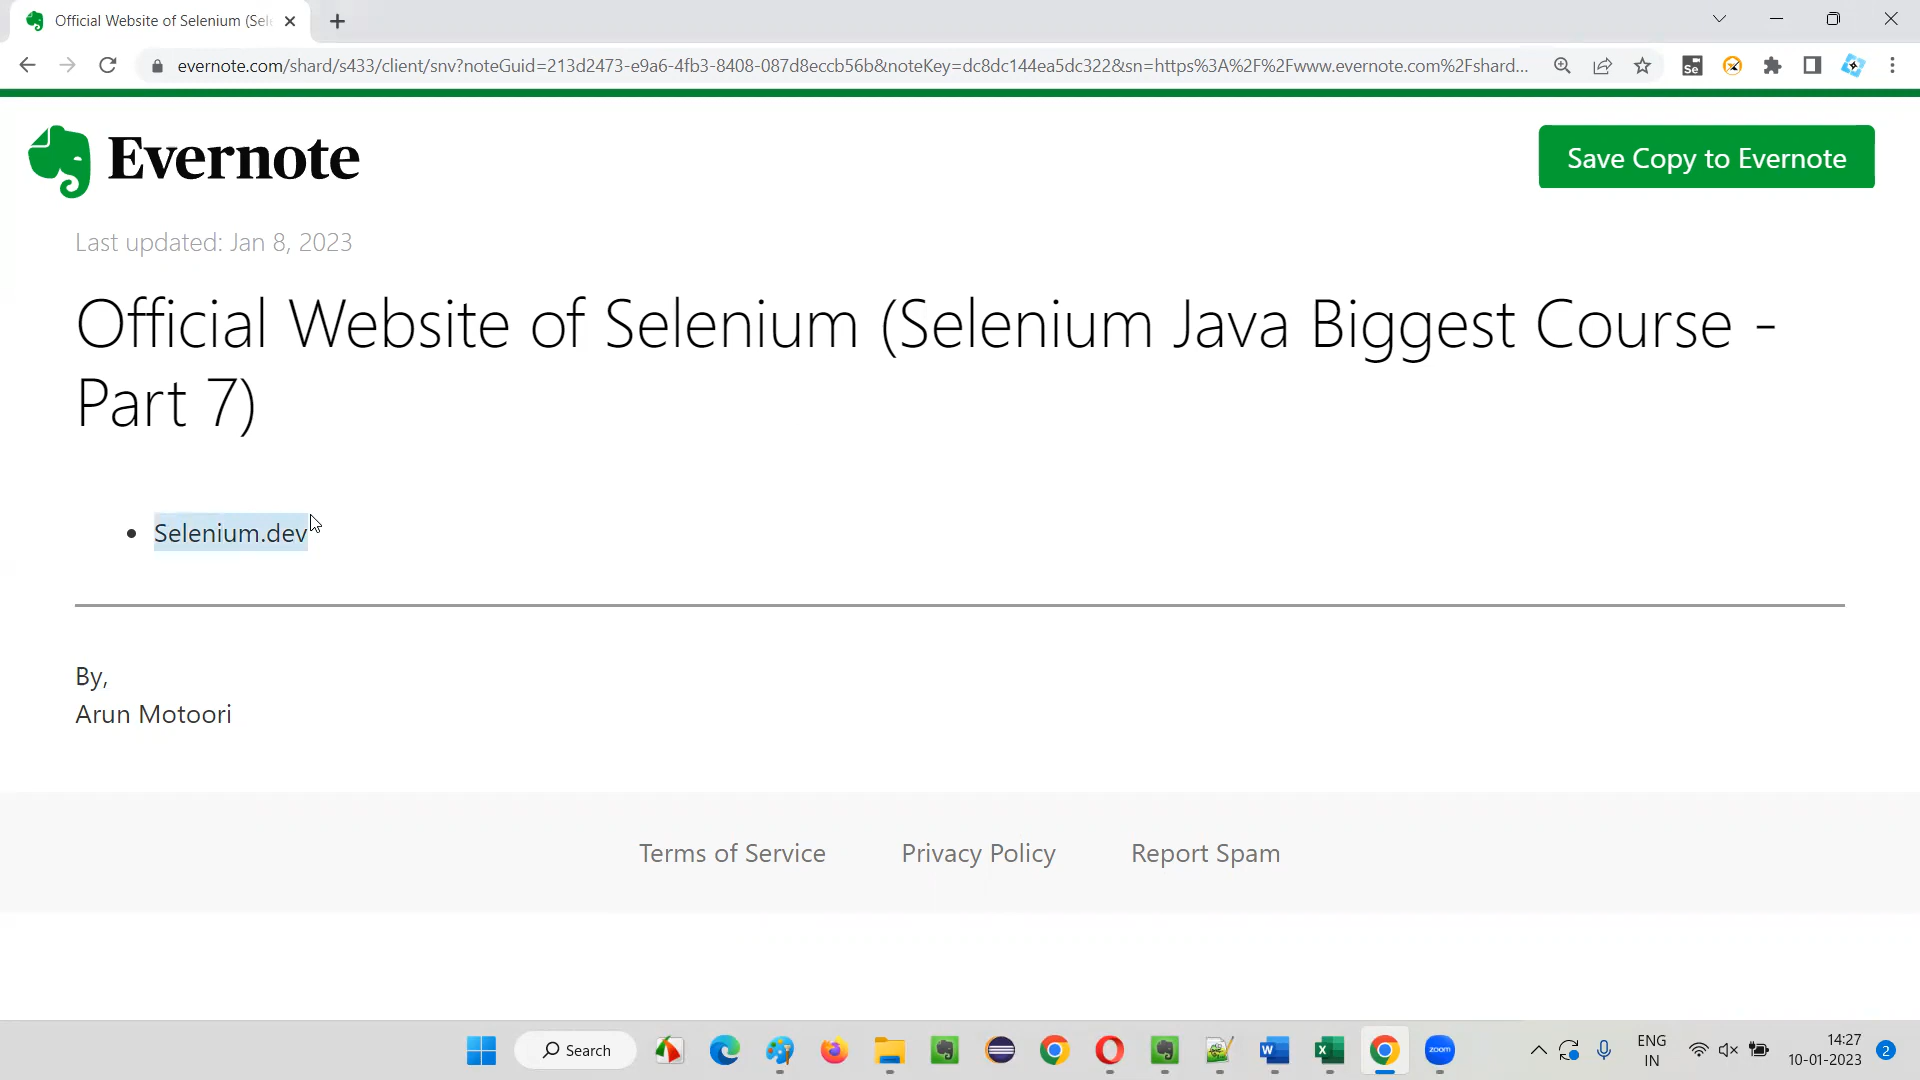 Official Website of Selenium (Sel
evernote.com/shard/s433/client/snv?noteGuid=213d2473-e9a6-4fb3-8408-087d8eccb56b&noteKey=dc8dc144ea5dc322&sn=https%3A%2F%2Fwww.evernote.com%2Fshard...
Se
Evernote
Save Copy to Evernote
Last updated: Jan 8, 2023
Official Website of Selenium (Selenium Java Biggest Course -
Part 7)
• Selenium.dev
By,
Arun Motoori
Terms of Service Privacy Policy Report Spam
Search
zoom
ENG
IN
14:27
10-01-2023
2